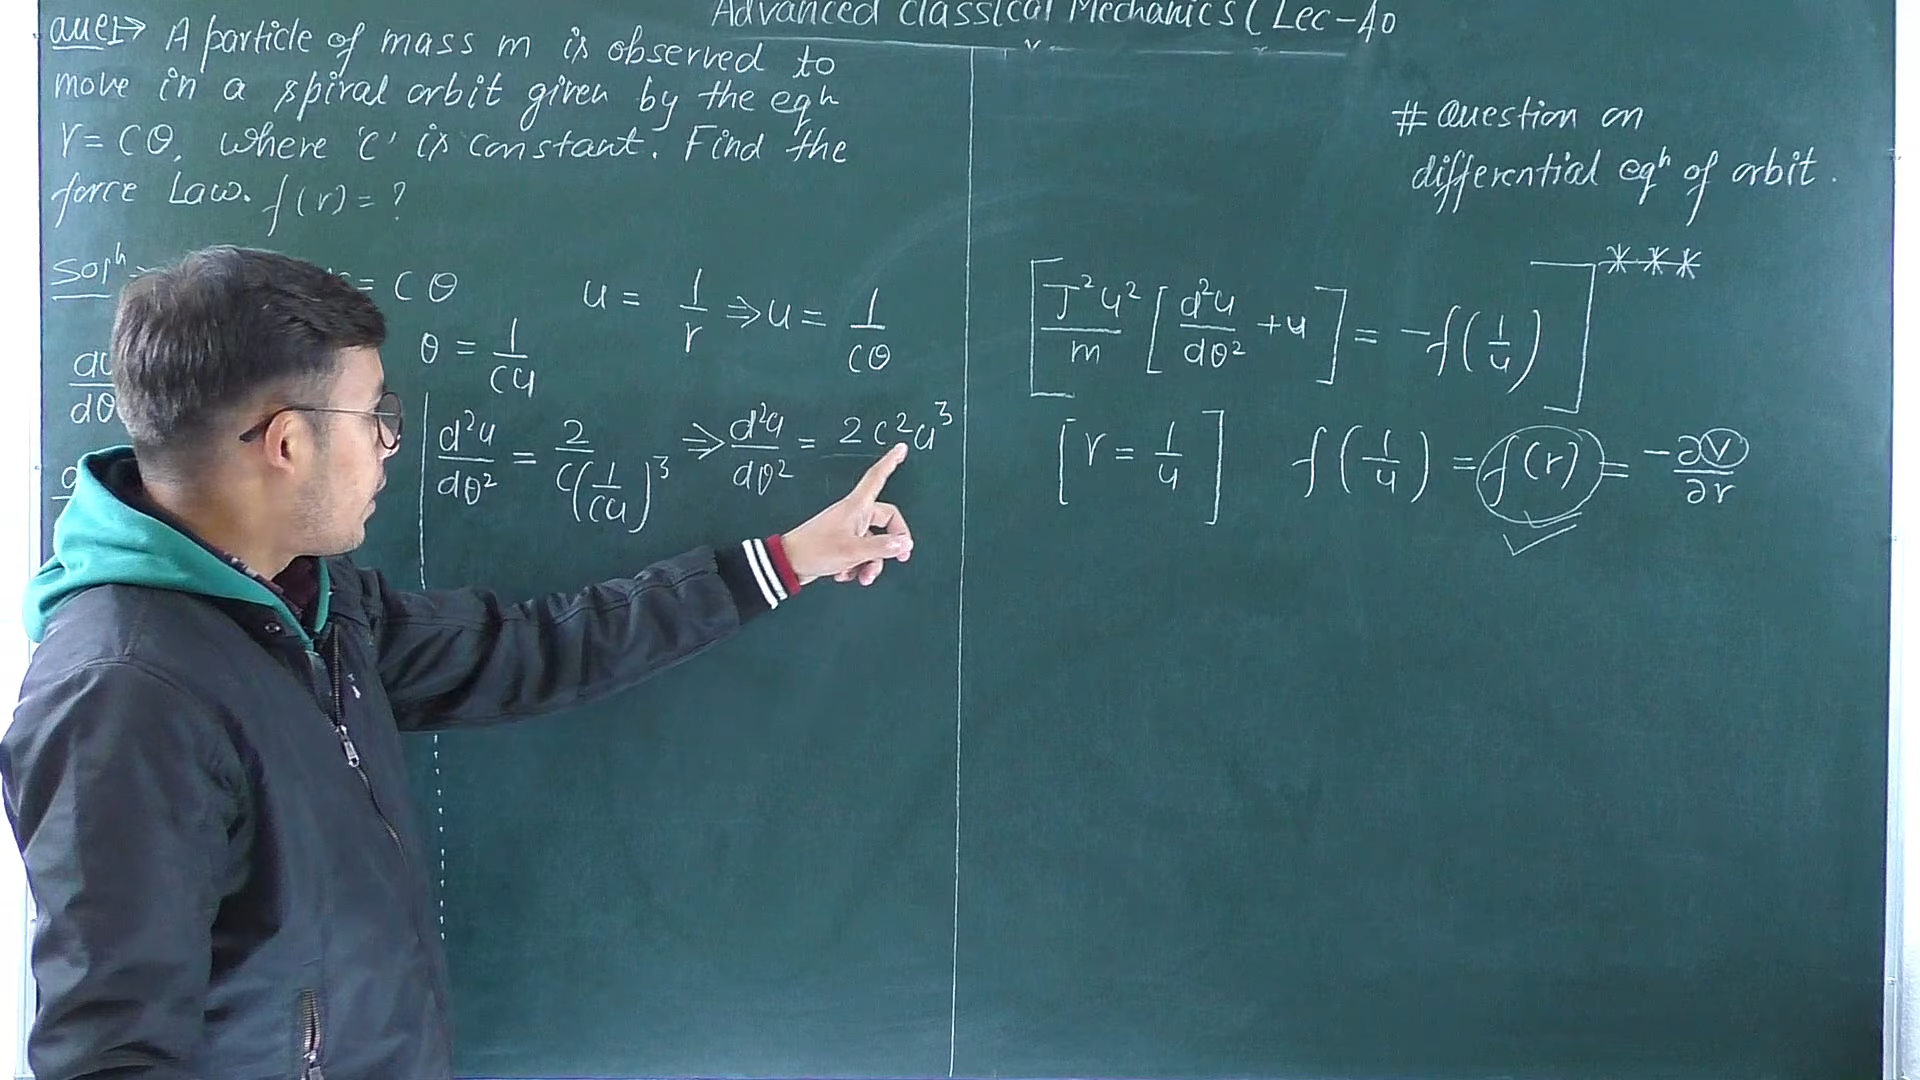 Advanced Classical Mechanics (Lec-40
Que1→ A particle of mass m is observed to
move in a spiral orbit given by the eqn
r = cθ, where 'c' is constant. Find the
force Law. f(r) = ?
Soln
= cθ
u = 1/r ⇒ u = 1/cθ
θ = 1/cu
dθ
d²u/dθ² = 2/c(1/cu)³ ⇒ d²u/dθ² = 2c²u³
# Question on
differential eqn of orbit.
[J²u²/m [d²u/dθ² + u] = -f(1/u)] ***
[r = 1/u] f(1/u) = f(r) = -∂V/∂r